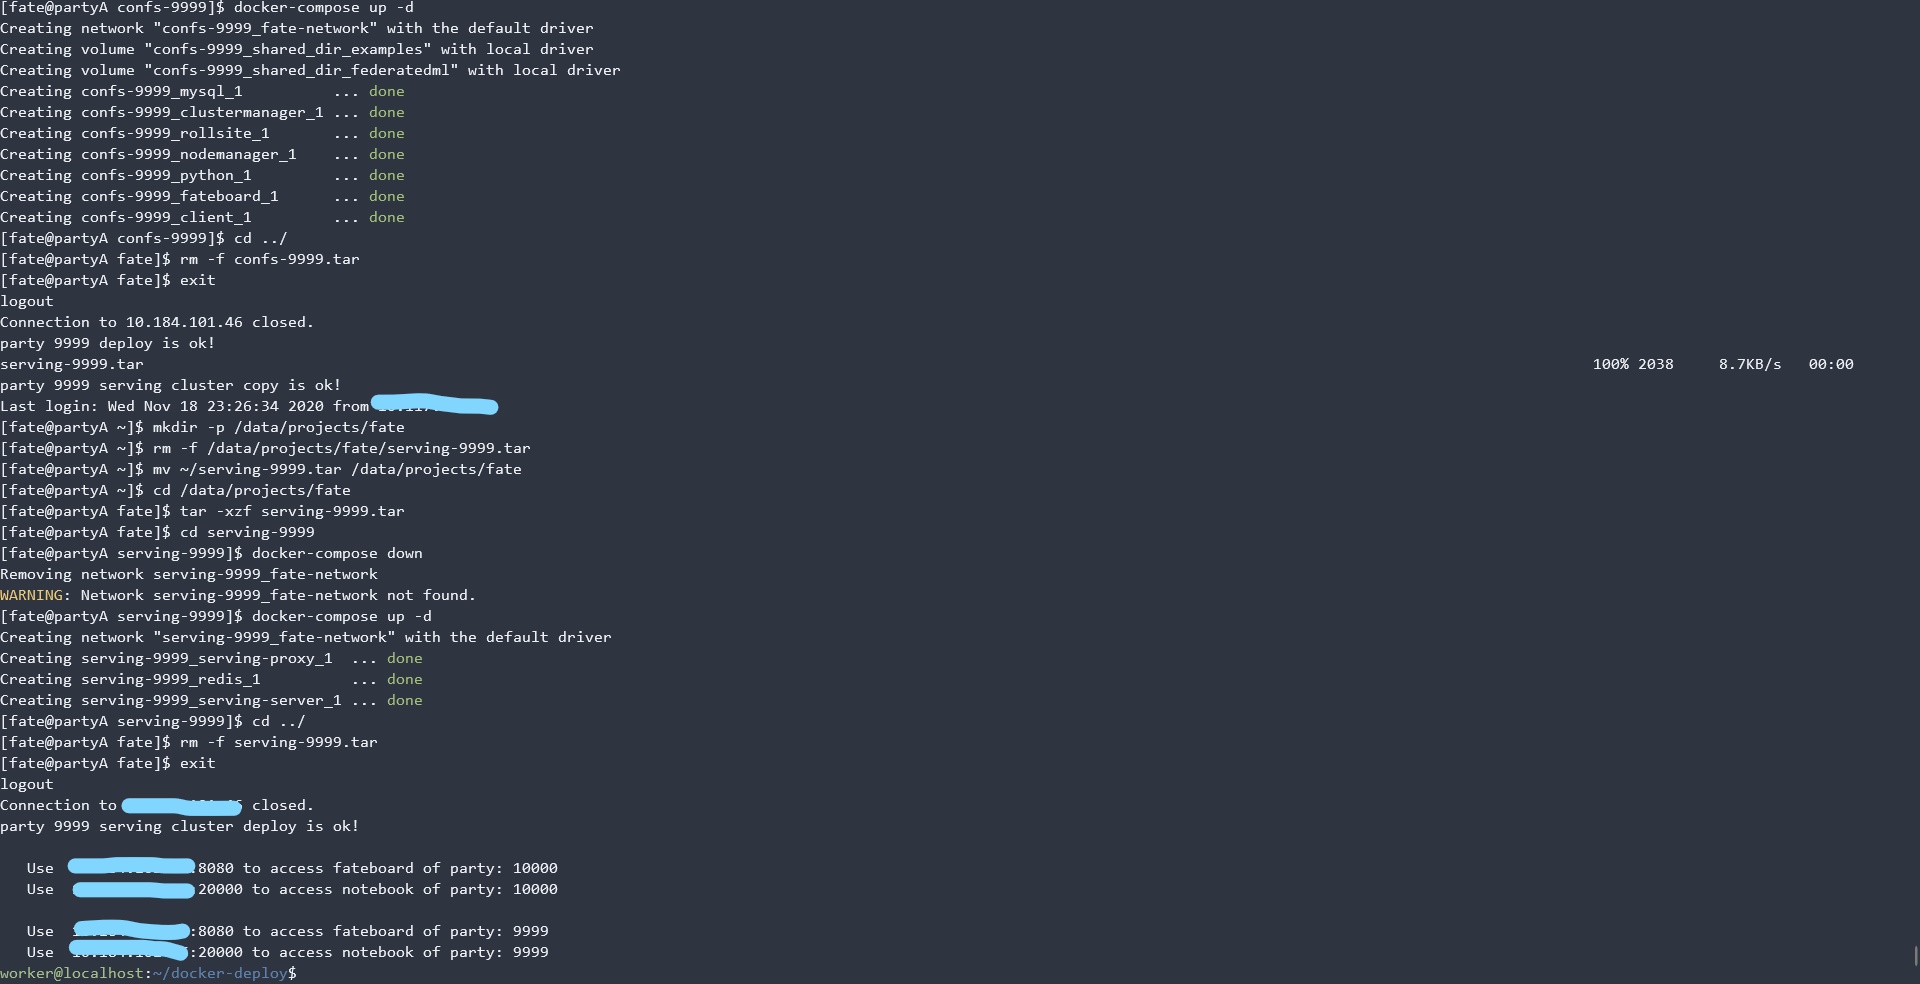 [fate@partyA confs-9999]$ docker-compose up -d
Creating network "confs-9999_fate-network" with the default driver
Creating volume "confs-9999_shared_dir_examples" with local driver
Creating volume "confs-9999_shared_dir_federatedml" with local driver
Creating confs-9999_mysql_1          ... done
Creating confs-9999_clustermanager_1 ... done
Creating confs-9999_rollsite_1       ... done
Creating confs-9999_nodemanager_1    ... done
Creating confs-9999_python_1         ... done
Creating confs-9999_fateboard_1      ... done
Creating confs-9999_client_1         ... done
[fate@partyA confs-9999]$ cd ../
[fate@partyA fate]$ rm -f confs-9999.tar
[fate@partyA fate]$ exit
logout
Connection to 10.184.101.46 closed.
party 9999 deploy is ok!
serving-9999.tar 100% 2038 8.7KB/s 00:00
party 9999 serving cluster copy is ok!
Last login: Wed Nov 18 23:26:34 2020 from
[fate@partyA ~]$ mkdir -p /data/projects/fate
[fate@partyA ~]$ rm -f /data/projects/fate/serving-9999.tar
[fate@partyA ~]$ mv ~/serving-9999.tar /data/projects/fate
[fate@partyA ~]$ cd /data/projects/fate
[fate@partyA fate]$ tar -xzf serving-9999.tar
[fate@partyA fate]$ cd serving-9999
[fate@partyA serving-9999]$ docker-compose down
Removing network serving-9999_fate-network
WARNING: Network serving-9999_fate-network not found.
[fate@partyA serving-9999]$ docker-compose up -d
Creating network "serving-9999_fate-network" with the default driver
Creating serving-9999_serving-proxy_1  ... done
Creating serving-9999_redis_1          ... done
Creating serving-9999_serving-server_1 ... done
[fate@partyA serving-9999]$ cd ../
[fate@partyA fate]$ rm -f serving-9999.tar
[fate@partyA fate]$ exit
logout
Connection to closed.
party 9999 serving cluster deploy is ok!
Use :8080 to access fateboard of party: 10000
Use 20000 to access notebook of party: 10000
Use :8080 to access fateboard of party: 9999
Use :20000 to access notebook of party: 9999
worker@localhost:~/docker-deploy$